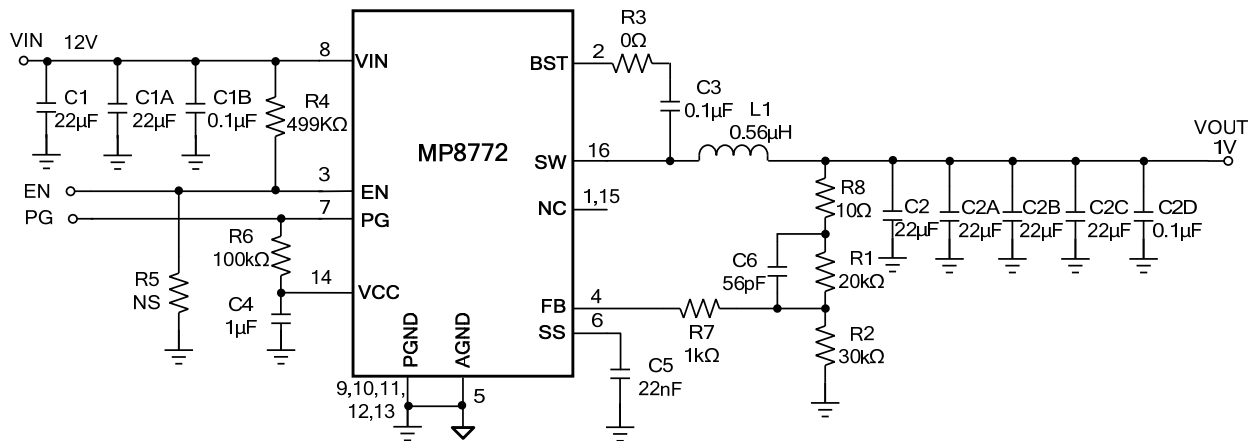 VIN
12V
8
VIN
C1
22µF
C1A
22µF
C1B
0.1µF
R4
499KΩ
EN
3
EN
PG
7
PG
R6
100kΩ
R5
NS
14
VCC
C4
1µF
MP8772
PGND
AGND
9,10,11,
12,13
5
BST
2
R3
0Ω
C3
0.1µF
L1
0.56µH
SW
16
NC
1,15
VOUT
1V
R8
10Ω
C2
22µF
C2A
22µF
C2B
22µF
C2C
22µF
C2D
0.1µF
C6
56pF
R1
20kΩ
FB
4
R7
1kΩ
R2
30kΩ
SS
6
C5
22nF